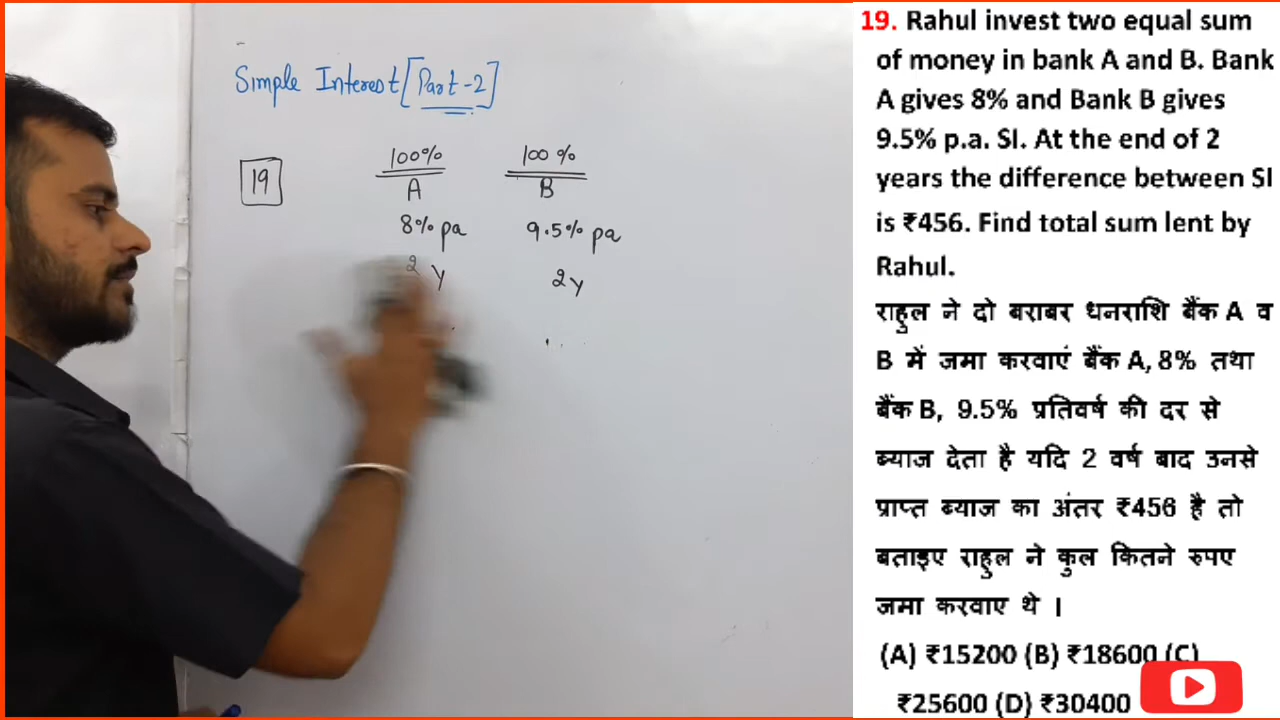 Simple Interest [Part-2]
19
100% 100%
A B
8% pa 9.5% pa
2 y 2y
19. Rahul invest two equal sum
of money in bank A and B. Bank
A gives 8% and Bank B gives
9.5% p.a. SI. At the end of 2
years the difference between SI
is ₹456. Find total sum lent by
Rahul.
राहुल ने दो बराबर धनराशि बैंक A व
B में जमा करवाएं बैंक A, 8% तथा
बैंक B, 9.5% प्रतिवर्ष की दर से
ब्याज देता है यदि 2 वर्ष बाद उनसे
प्राप्त ब्याज का अंतर ₹456 है तो
बताइए राहुल ने कुल कितने रुपए
जमा करवाए थे ।
(A) ₹15200 (B) ₹18600 (C)
₹25600 (D) ₹30400